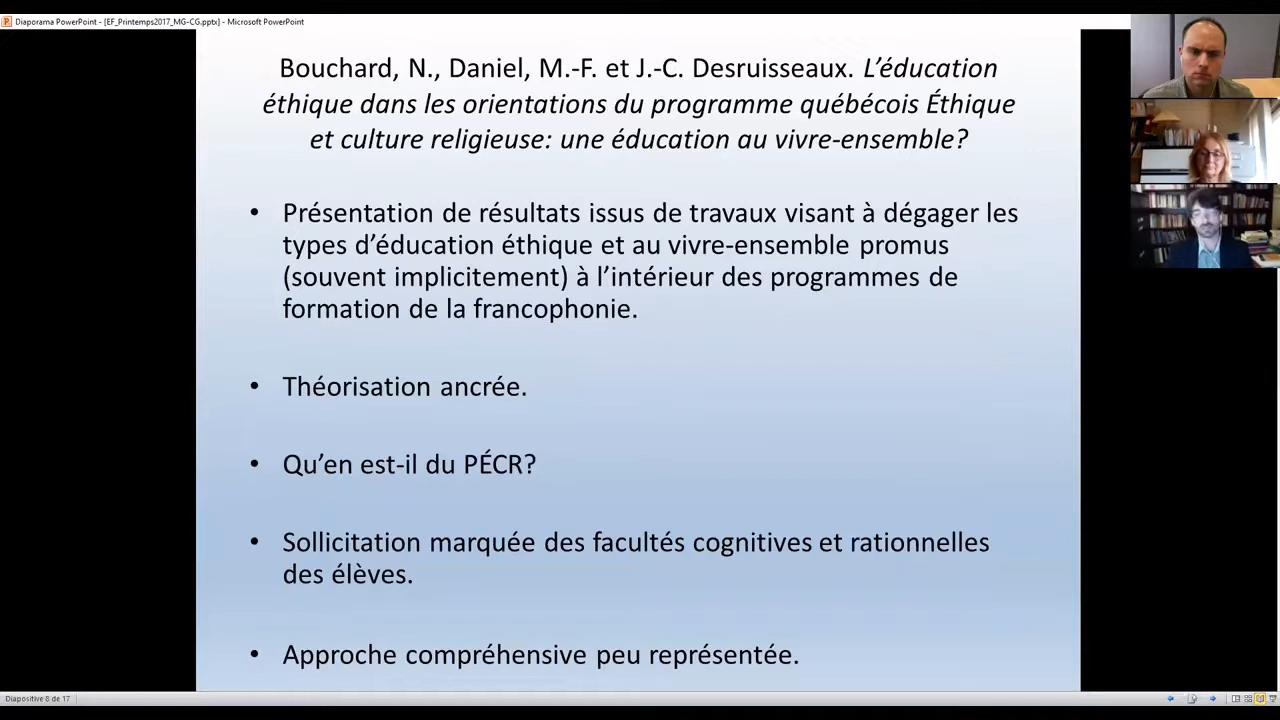 Diaporama PowerPoint - [EF_Printemps2017_MG-CG.pptx] - Microsoft PowerPoint
Bouchard, N., Daniel, M.-F. et J.-C. Desruisseaux. L’éducation
éthique dans les orientations du programme québécois Éthique
et culture religieuse: une éducation au vivre-ensemble?
• Présentation de résultats issus de travaux visant à dégager les
types d’éducation éthique et au vivre-ensemble promus
(souvent implicitement) à l’intérieur des programmes de
formation de la francophonie.
• Théorisation ancrée.
• Qu’en est-il du PÉCR?
• Sollicitation marquée des facultés cognitives et rationnelles
des élèves.
• Approche compréhensive peu représentée.
Diapositive 8 de 17